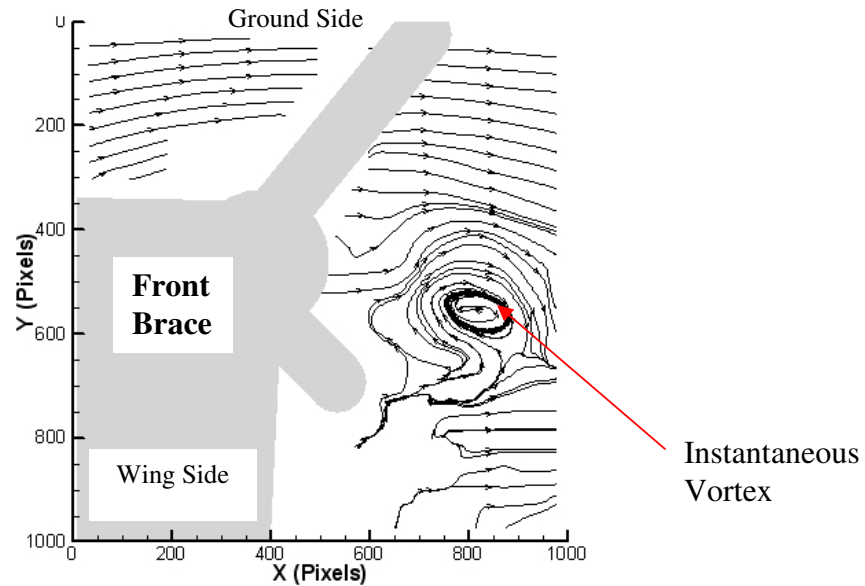 Ground Side
0
200
400
600
800
1000
Y (Pixels)
Front
Brace
Wing Side
Instantaneous
Vortex
0
200
400
600
800
1000
X (Pixels)